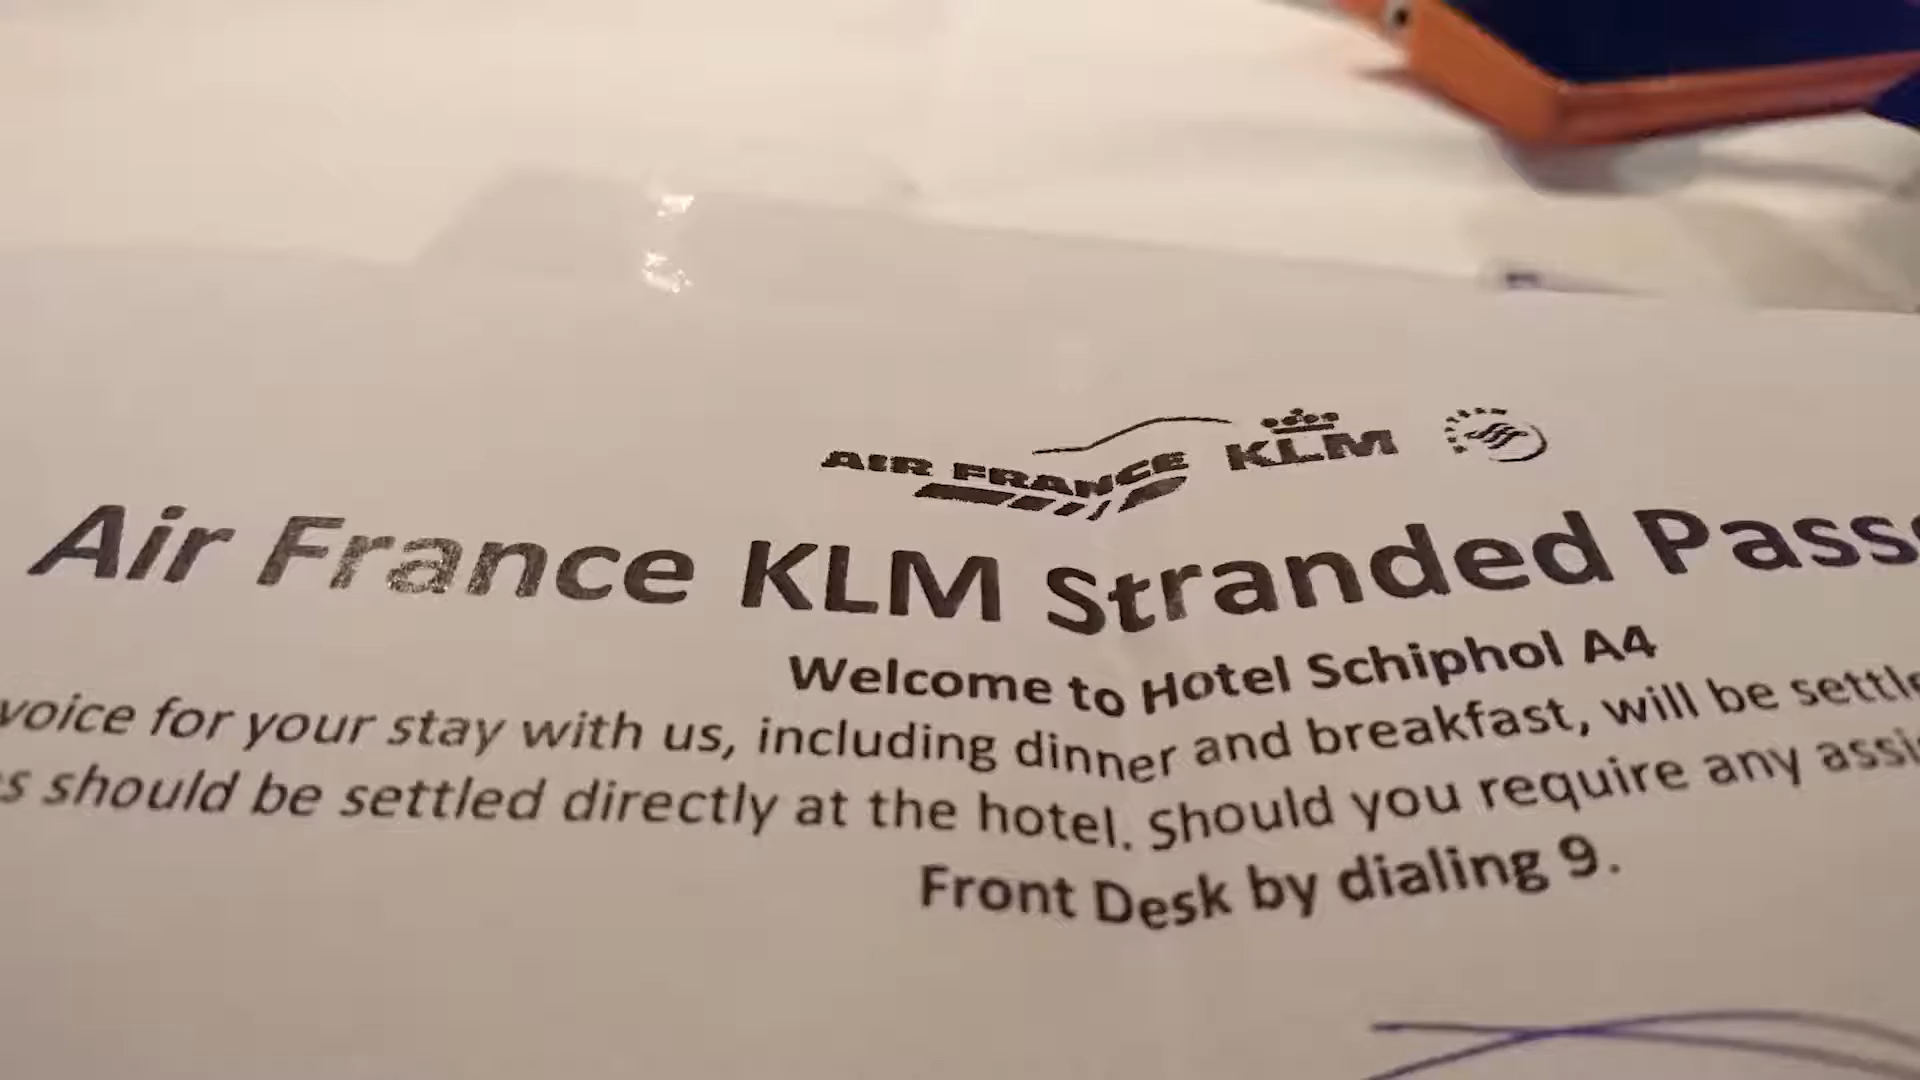 AIR FRANCE KLM
Air France KLM Stranded
Welcome to Hotel Schiphol A4
for your stay with us, including dinner and breakfast, will be
should be settled directly at the hotel. Should you require any
Front Desk by dialing 9.